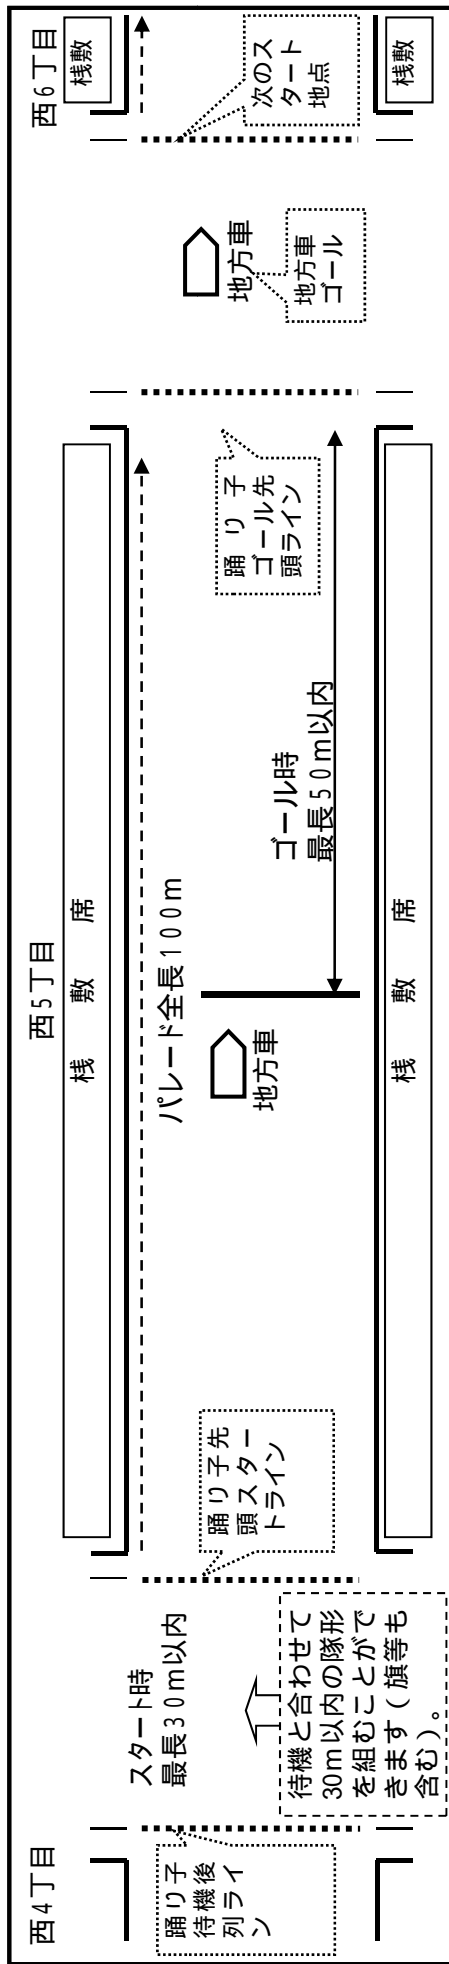 西4丁目
西5丁目
西6丁目
桟　敷　席
桟敷
パレード全長100m
スタート時
最長30m以内
踊り子
待機後
列ライ
ン
踊り子先
頭スター
トライン
地方車
踊　り　子
ゴール先
頭ライン
地方車
地方車
ゴール
次のス
タート
地点
ゴール時
最長50m以内
待機と合わせて
30m以内の隊形
を組むことがで
きます（旗等も
含む）。
桟　敷　席
桟敷